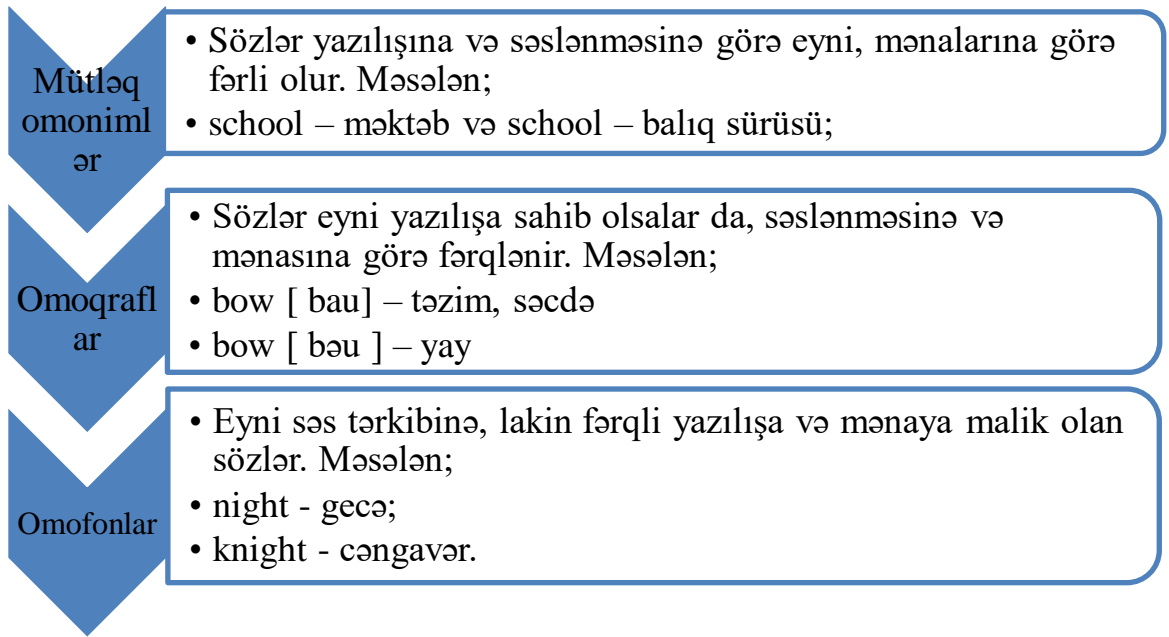 Mütləq
omoniml
ər
• Sözlər yazılışına və səslənməsinə görə eyni, mənalarına görə
fərli olur. Məsələn;
• school – məktəb və school – balıq sürüsü;
Omoqrafl
ar
• Sözlər eyni yazılışa sahib olsalar da, səslənməsinə və
mənasına görə fərqlənir. Məsələn;
• bow [ bau] – təzim, səcdə
• bow [ bəu ] – yay
Omofonlar
• Eyni səs tərkibinə, lakin fərqli yazılışa və mənaya malik olan
sözlər. Məsələn;
• night - gecə;
• knight - cəngavər.